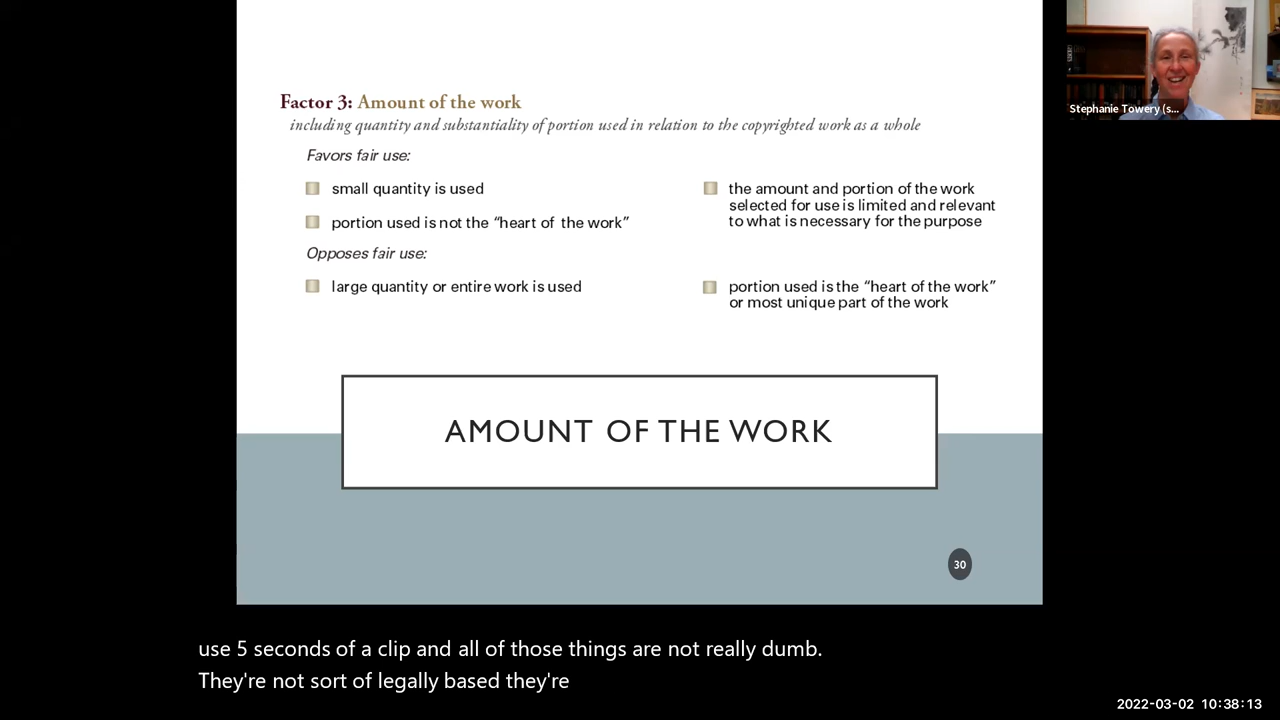 Factor 3: Amount of the work
including quantity and substantiality of portion used in relation to the copyrighted work as a whole
Favors fair use:
small quantity is used
portion used is not the “heart of the work”
the amount and portion of the work
selected for use is limited and relevant
to what is necessary for the purpose
Opposes fair use:
large quantity or entire work is used
portion used is the “heart of the work”
or most unique part of the work
AMOUNT OF THE WORK
30
Stephanie Towery (s...
use 5 seconds of a clip and all of those things are not really dumb.
They're not sort of legally based they're
2022-03-02 10:38:13